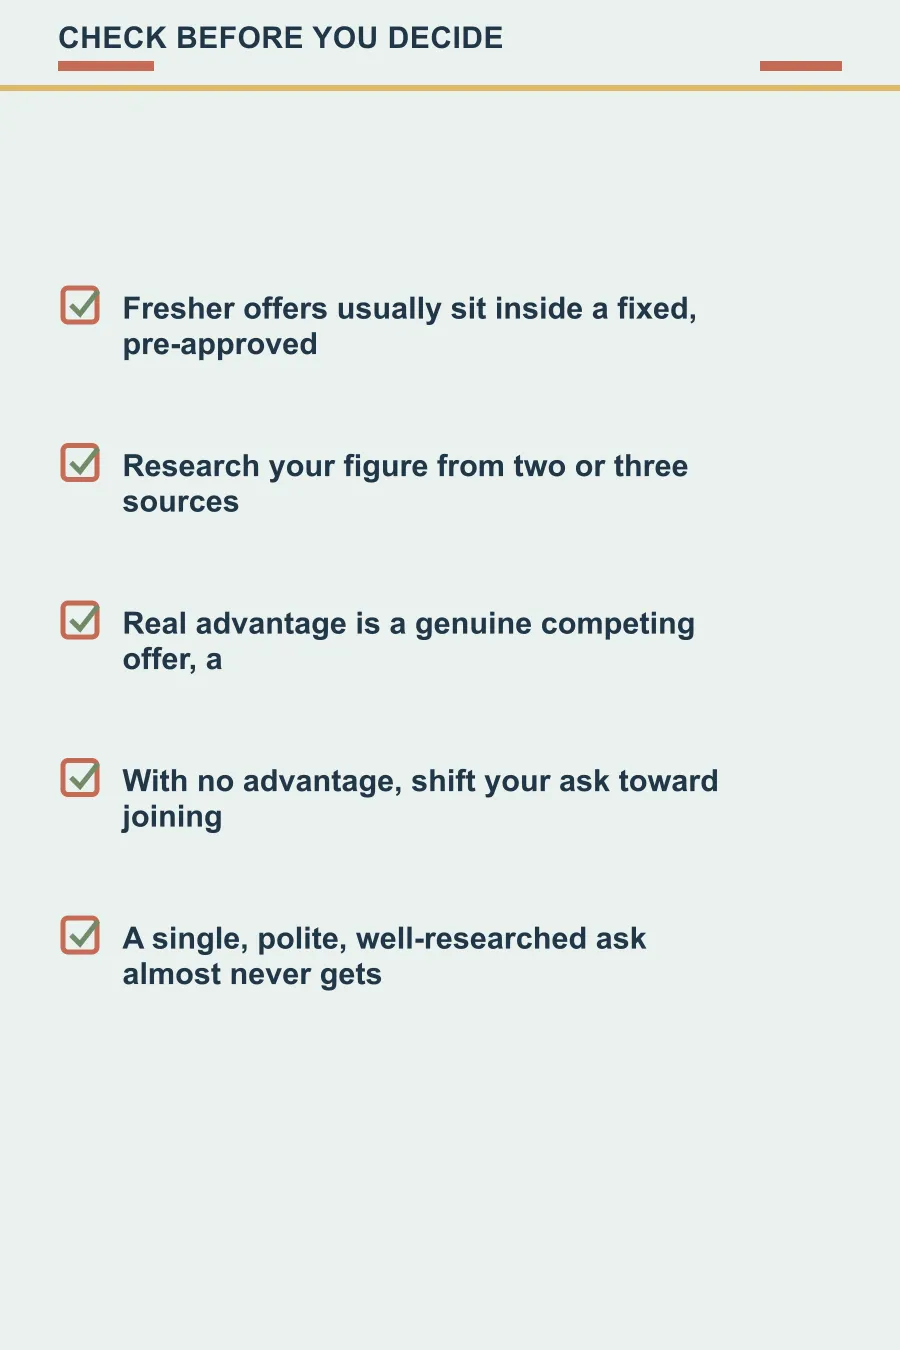 CHECK BEFORE YOU DECIDE
Fresher offers usually sit inside a fixed,
pre-approved
Research your figure from two or three
sources
Real advantage is a genuine competing
offer, a
With no advantage, shift your ask toward
joining
A single, polite, well-researched ask
almost never gets